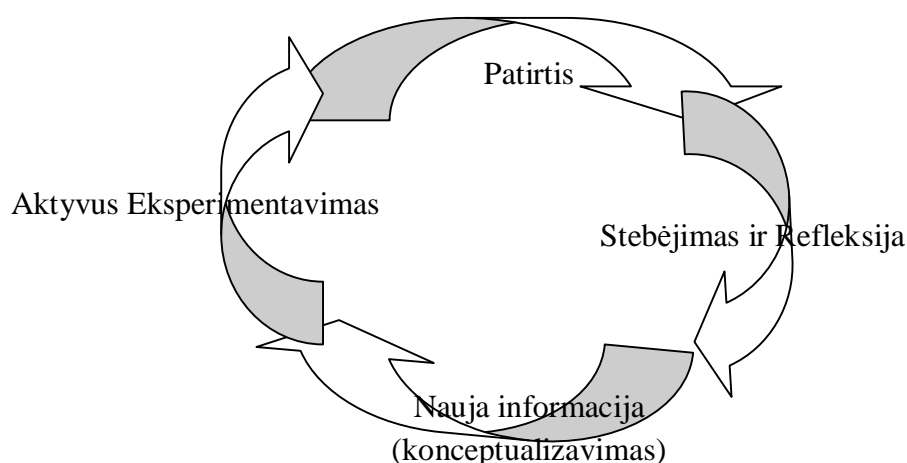 Patirtis
Aktyvus Eksperimentavimas
Stebėjimas ir Refleksija
Nauja informacija
(konceptualizavimas)